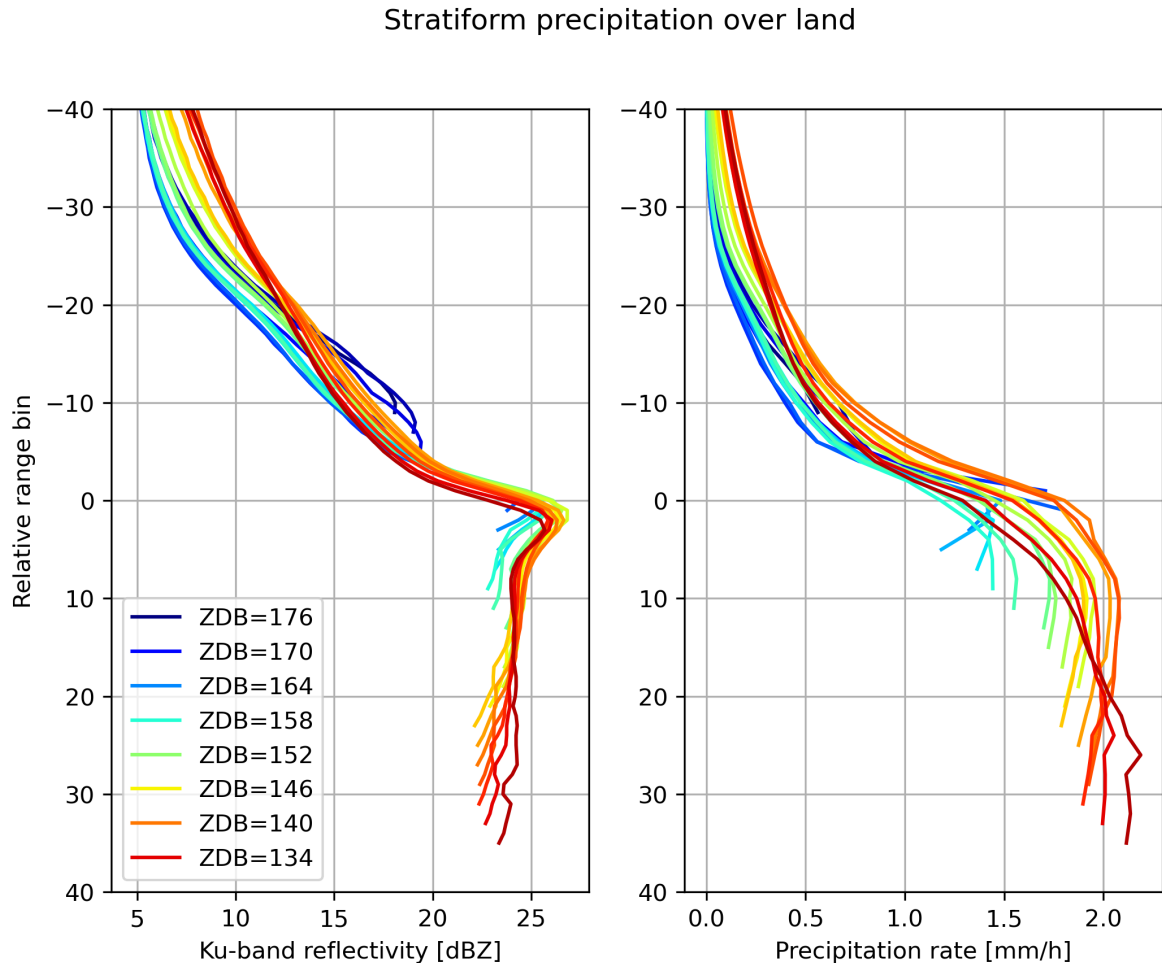 Stratiform precipitation over land
Relative range bin
−40
−30
−20
−10
0
10
20
30
40
ZDB=176
ZDB=170
ZDB=164
ZDB=158
ZDB=152
ZDB=146
ZDB=140
ZDB=134
5 10 15 20 25
Ku-band reflectivity [dBZ]
−40
−30
−20
−10
0
10
20
30
40
0.0 0.5 1.0 1.5 2.0
Precipitation rate [mm/h]